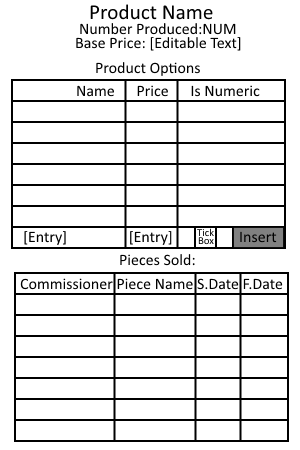 Product Name
Number Produced:NUM
Base Price: [Editable Text]
Product Options
Name Price Is Numeric
[Entry] [Entry] Tick Box Insert
Pieces Sold:
Commissioner Piece Name S.Date F.Date